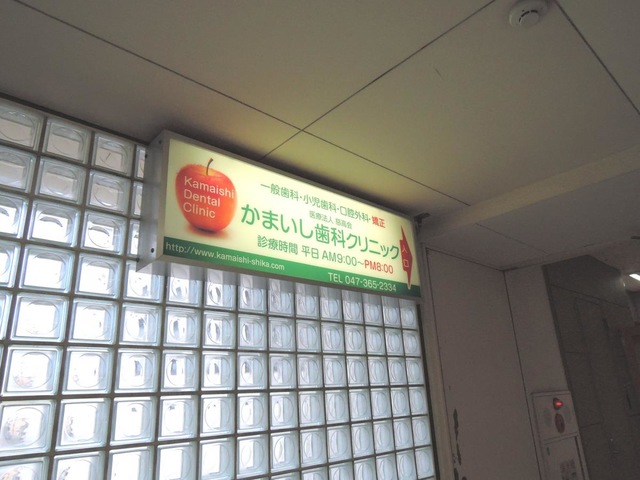 Kamaishi
Dental
Clinic
一般歯科・小児歯科・口腔外科・矯正
医療法人
かまいし歯科クリニック
診療時間 平日 AM9:00～PM8:00
http://www.kamaishi-shika.com
TEL 047-365-2334
入口